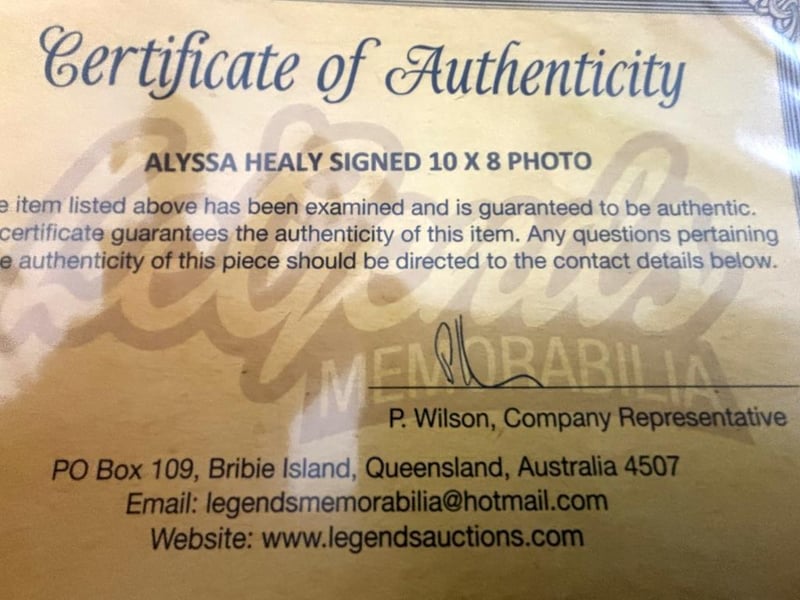 Certificate of Authenticity
ALYSSA HEALY SIGNED 10 X 8 PHOTO
e item listed above has been examined and is guaranteed to be authentic.
certificate guarantees the authenticity of this item. Any questions pertaining
e authenticity of this piece should be directed to the contact details below.
Legends
MEMORABILIA
P. Wilson, Company Representative
PO Box 109, Bribie Island, Queensland, Australia 4507
Email: legendsmemorabilia@hotmail.com
Website: www.legendsauctions.com